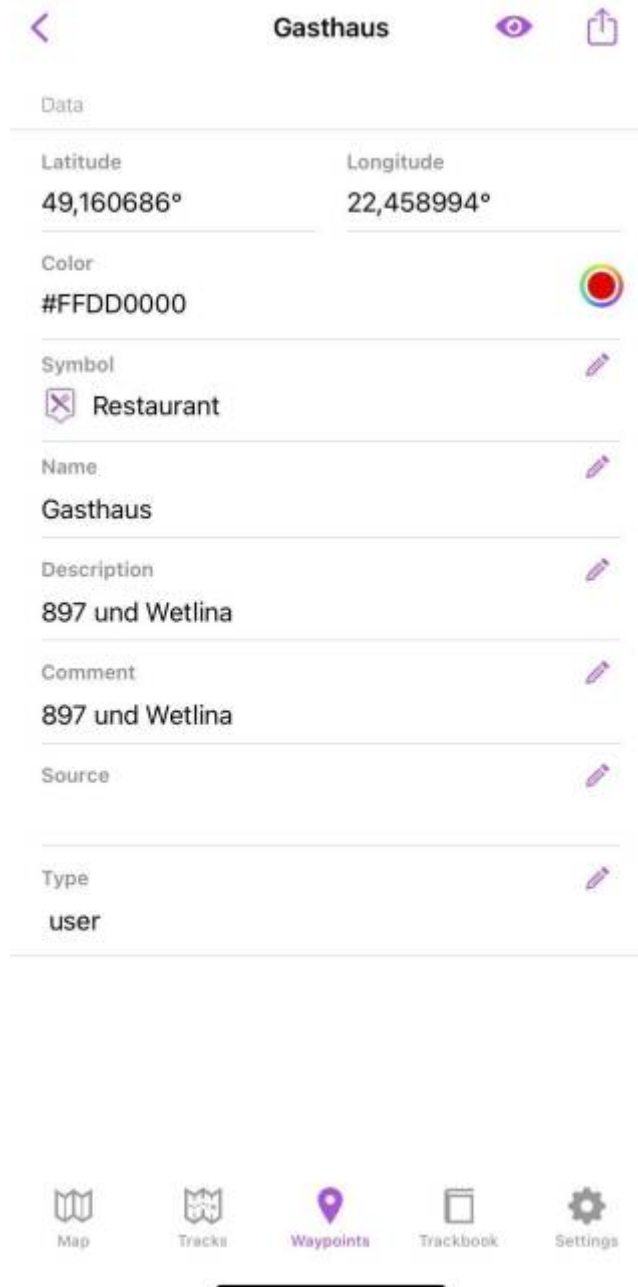 Gasthaus
Data
Latitude Longitude
49,160686° 22,458994°
Color
#FFDD0000
Symbol
Restaurant
Name
Gasthaus
Description
897 und Wetlina
Comment
897 und Wetlina
Source
Type
user
Map Tracks Waypoints Trackbook Settings